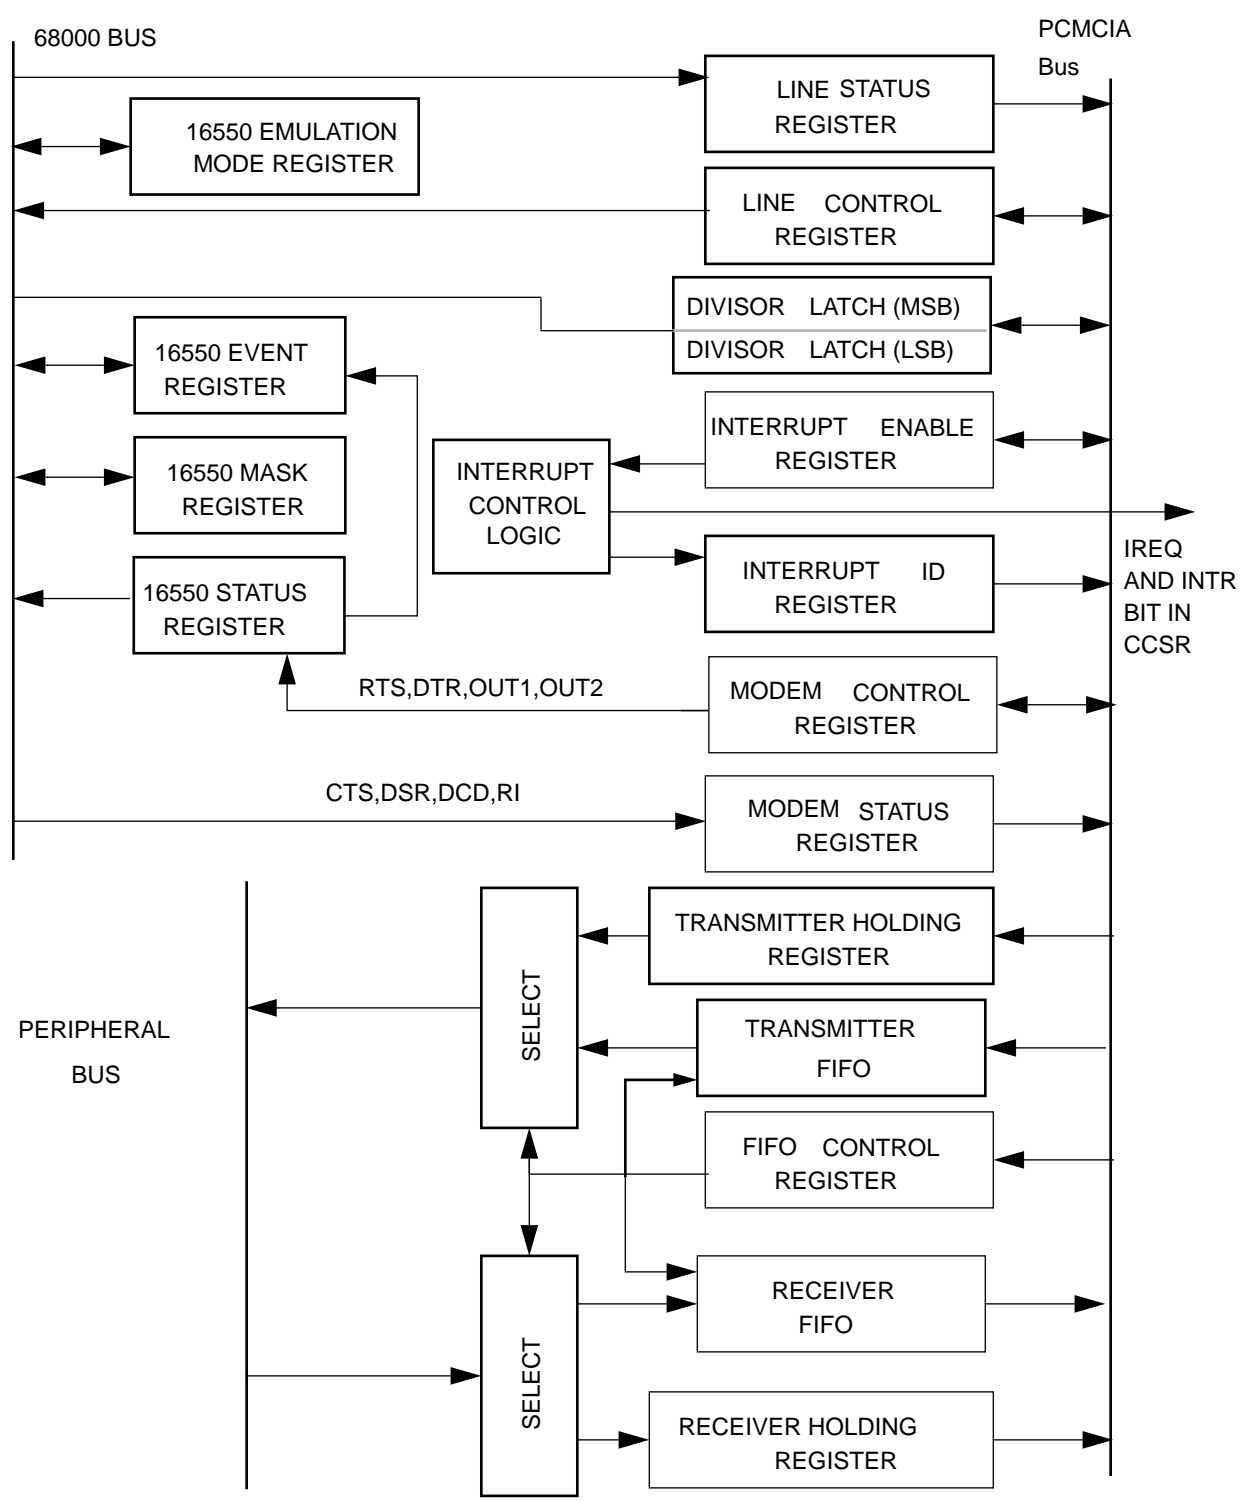 68000 BUS
PCMCIA
Bus
LINE STATUS
REGISTER
16550 EMULATION
MODE REGISTER
LINE CONTROL
REGISTER
DIVISOR LATCH (MSB)
DIVISOR LATCH (LSB)
16550 EVENT
REGISTER
INTERRUPT ENABLE
REGISTER
16550 MASK
REGISTER
INTERRUPT
CONTROL
LOGIC
IREQ
AND INTR
BIT IN
CCSR
INTERRUPT ID
REGISTER
16550 STATUS
REGISTER
RTS,DTR,OUT1,OUT2
MODEM CONTROL
REGISTER
CTS,DSR,DCD,RI
MODEM STATUS
REGISTER
TRANSMITTER HOLDING
REGISTER
SELECT
PERIPHERAL
BUS
TRANSMITTER
FIFO
FIFO CONTROL
REGISTER
RECEIVER
FIFO
SELECT
RECEIVER HOLDING
REGISTER